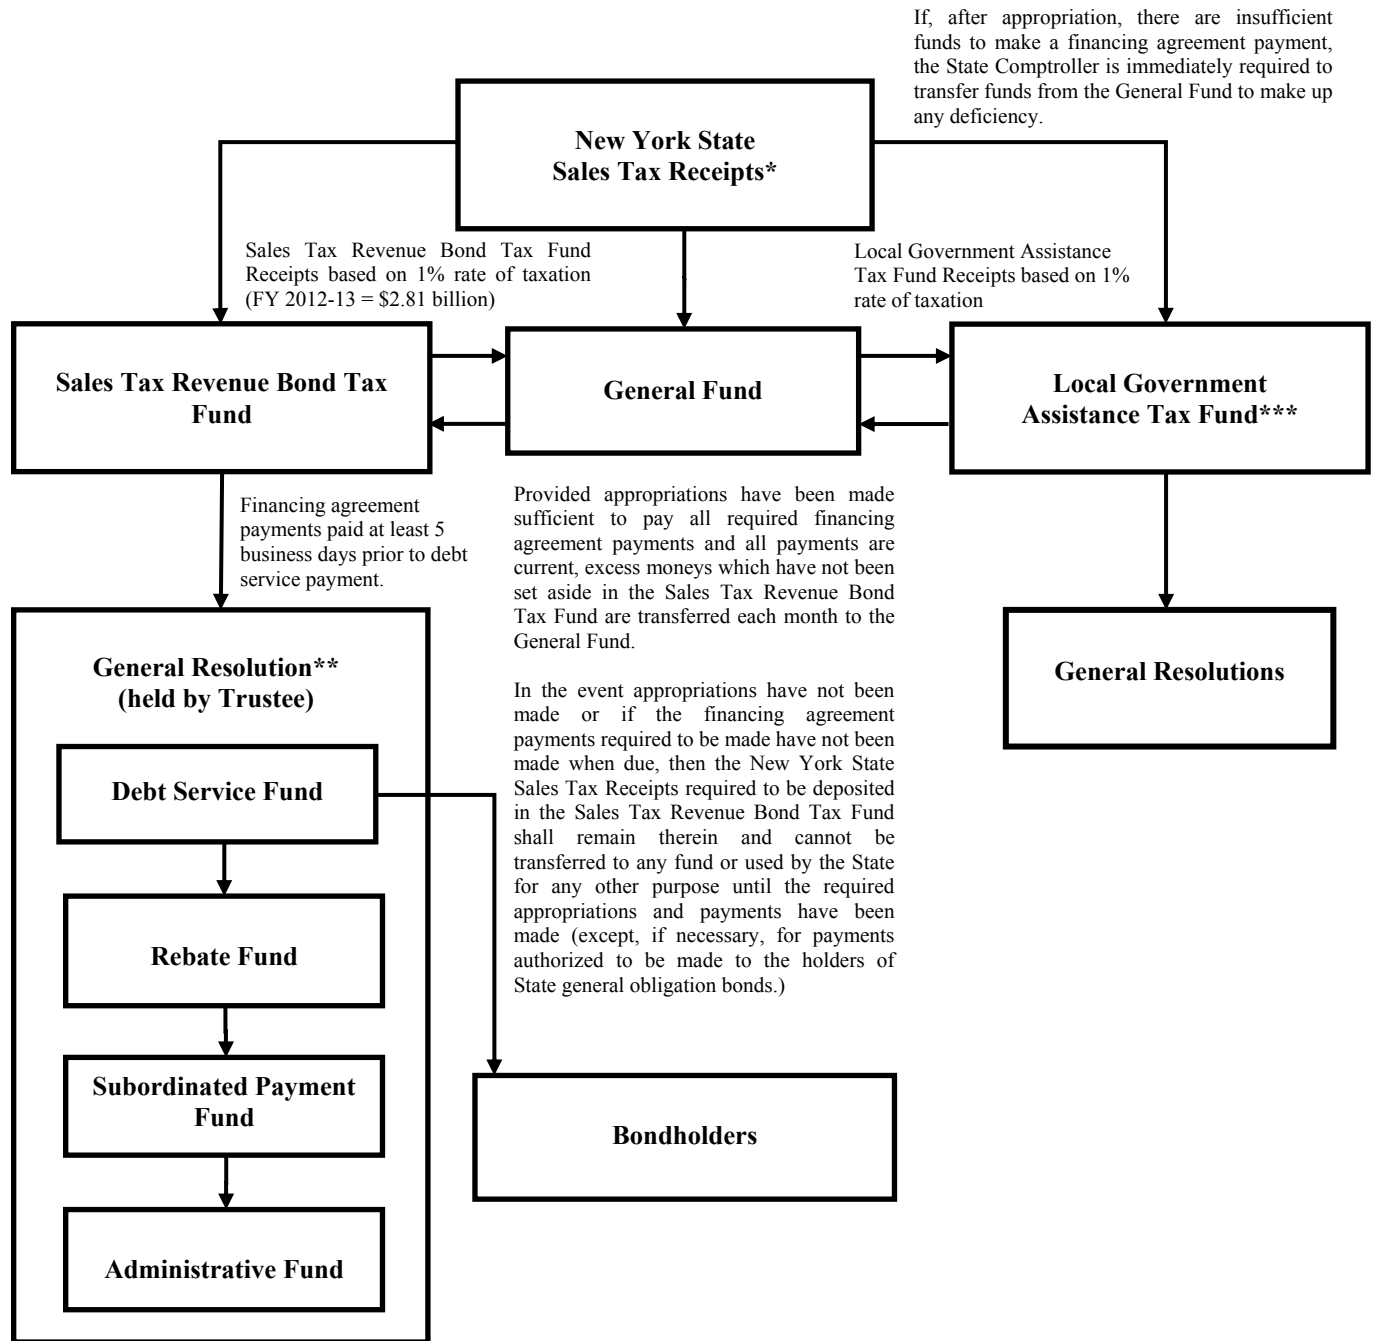 If, after appropriation, there are insufficient
funds to make a financing agreement payment,
the State Comptroller is immediately required to
transfer funds from the General Fund to make up
any deficiency.
New York State
Sales Tax Receipts*
Sales Tax Revenue Bond Tax Fund
Receipts based on 1% rate of taxation
(FY 2012-13 = $2.81 billion)
Local Government Assistance
Tax Fund Receipts based on 1%
rate of taxation
Sales Tax Revenue Bond Tax
Fund
General Fund
Local Government
Assistance Tax Fund***
Financing agreement
payments paid at least 5
business days prior to debt
service payment.
Provided appropriations have been made
sufficient to pay all required financing
agreement payments and all payments are
current, excess moneys which have not been
set aside in the Sales Tax Revenue Bond
Tax Fund are transferred each month to the
General Fund.
In the event appropriations have not been
made or if the financing agreement
payments required to be made have not been
made when due, then the New York State
Sales Tax Receipts required to be deposited
in the Sales Tax Revenue Bond Tax Fund
shall remain therein and cannot be
transferred to any fund or used by the State
for any other purpose until the required
appropriations and payments have been
made (except, if necessary, for payments
authorized to be made to the holders of
State general obligation bonds.)
General Resolutions
General Resolution**
(held by Trustee)
Debt Service Fund
Rebate Fund
Subordinated Payment
Fund
Administrative Fund
Bondholders